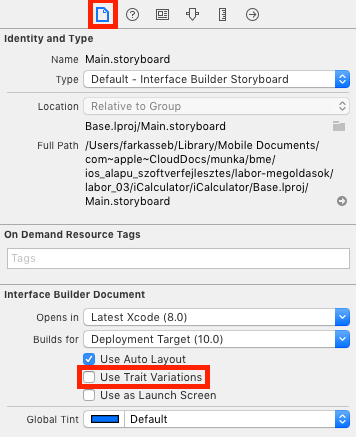 Identity and Type
Name Main.storyboard
Type Default - Interface Builder Storyboard
Location Relative to Group
Base.lproj/Main.storyboard
Full Path /Users/farkasseb/Library/Mobile Documents/
com~apple~CloudDocs/munka/bme/
ios_alapu_szoftverfejlesztes/labor-megoldasok/
labor_03/iCalculator/iCalculator/Base.lproj/
Main.storyboard
On Demand Resource Tags
Tags
Interface Builder Document
Opens in Latest Xcode (8.0)
Builds for Deployment Target (10.0)
Use Auto Layout
Use Trait Variations
Use as Launch Screen
Global Tint Default